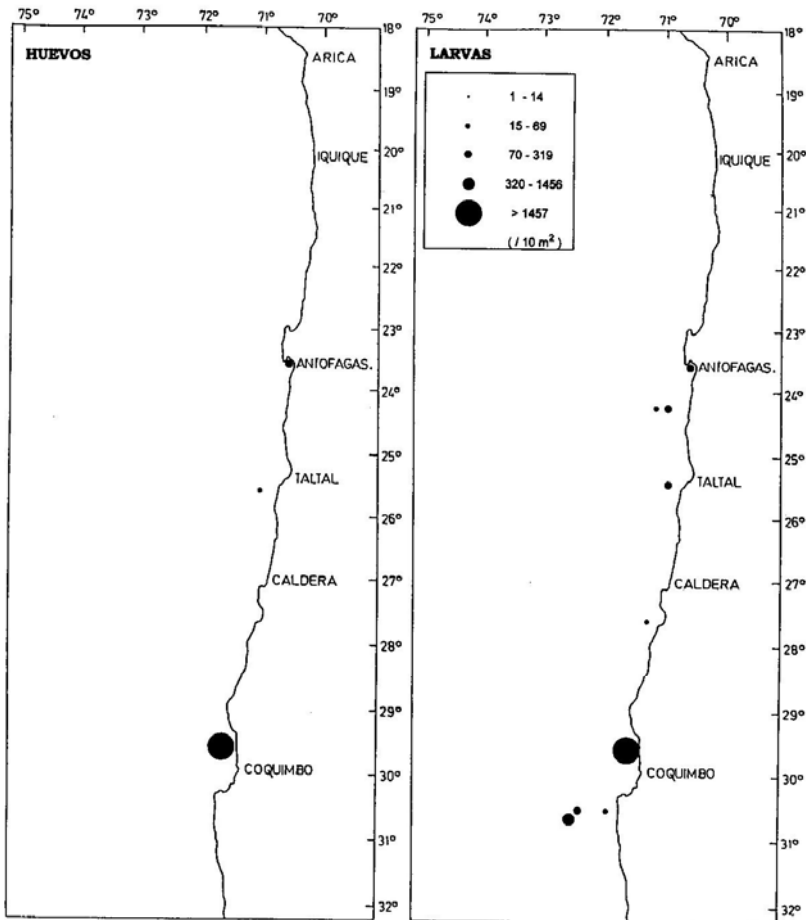 75° 74° 73° 72° 71° 70°
18°
HUEVOS
ARICA
19°
IQUIQUE
20°
21°
22°
23°
ANTOFAGAS.
24°
25°
TALTAL
26°
CALDERA
27°
28°
29°
COQUIMBO
30°
31°
32°
75° 74° 73° 72° 71° 70°
18°
LARVAS
ARICA
1 - 14
15 - 69
70 - 319
320 - 1456
> 1457
( / 10 m²)
19°
IQUIQUE
20°
21°
22°
23°
ANTOFAGAS.
24°
25°
TALTAL
26°
CALDERA
27°
28°
29°
COQUIMBO
30°
31°
32°